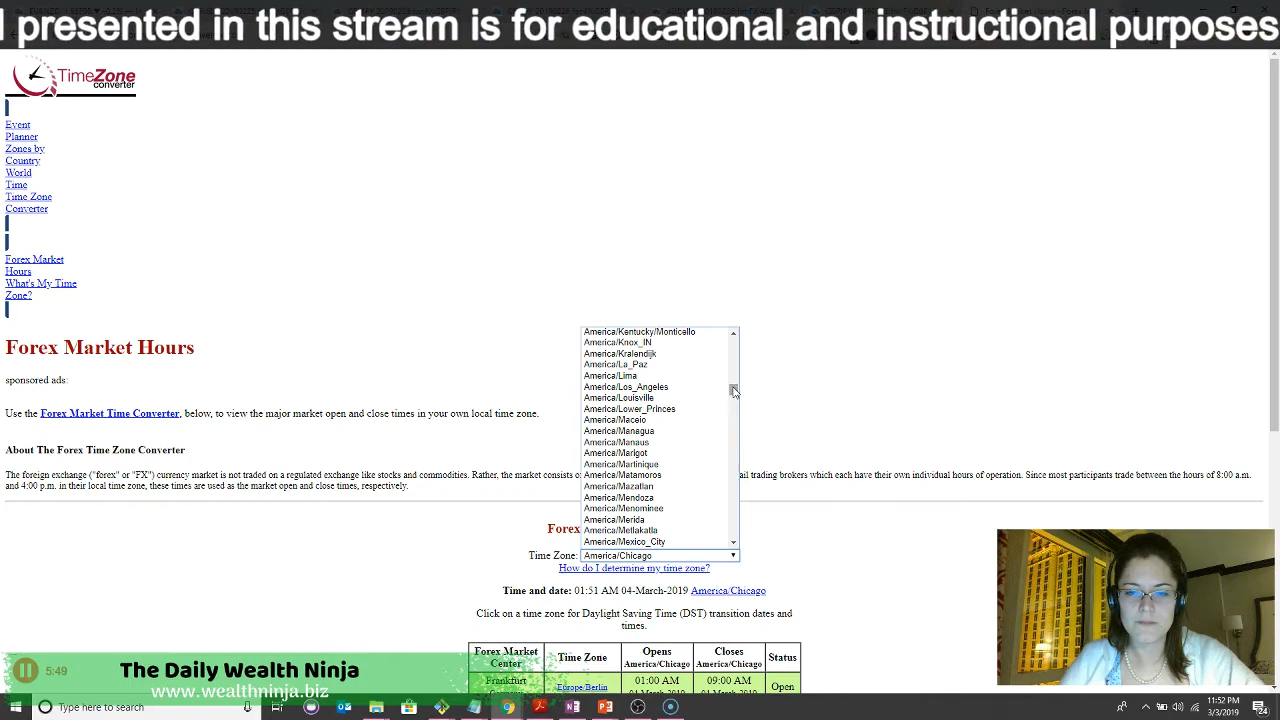 presented in this stream is for educational and instructional purposes
TimeZone
converter
Event
Planner
Zones by
Country
World
Time
Time Zone
Converter
Forex Market
Hours
What's My Time
Zone?
Forex Market Hours
sponsored ads:
Use the Forex Market Time Converter, below, to view the major market open and close times in your own local time zone.
About The Forex Time Zone Converter
The foreign exchange ("forex" or "FX") currency market is not traded on a regulated exchange like stocks and commodities. Rather, the market consists o
ail trading brokers which each have their own individual hours of operation. Since most participants trade between the hours of 8:00 a.m.
and 4:00 p.m. in their local time zone, these times are used as the market open and close times, respectively.
America/Kentucky/Monticello
America/Knox_IN
America/Kralendijk
America/La_Paz
America/Lima
America/Los_Angeles
America/Louisville
America/Lower_Princes
America/Maceio
America/Managua
America/Manaus
America/Marigot
America/Martinique
America/Matamoros
America/Mazatlan
America/Mendoza
America/Menominee
America/Merida
America/Metlakatla
America/Mexico_City
Forex
Time Zone: America/Chicago
How do I determine my time zone?
Time and date: 01:51 AM 04-March-2019 America/Chicago
Click on a time zone for Daylight Saving Time (DST) transition dates and
times.
Forex Market Center Time Zone Opens America/Chicago Closes America/Chicago Status
Frankfurt Europe/Berlin 01:00 AM 09:00 AM Open
5:49
The Daily Wealth Ninja
www.wealthninja.biz
Type here to search
11:52 PM
3/3/2019
24